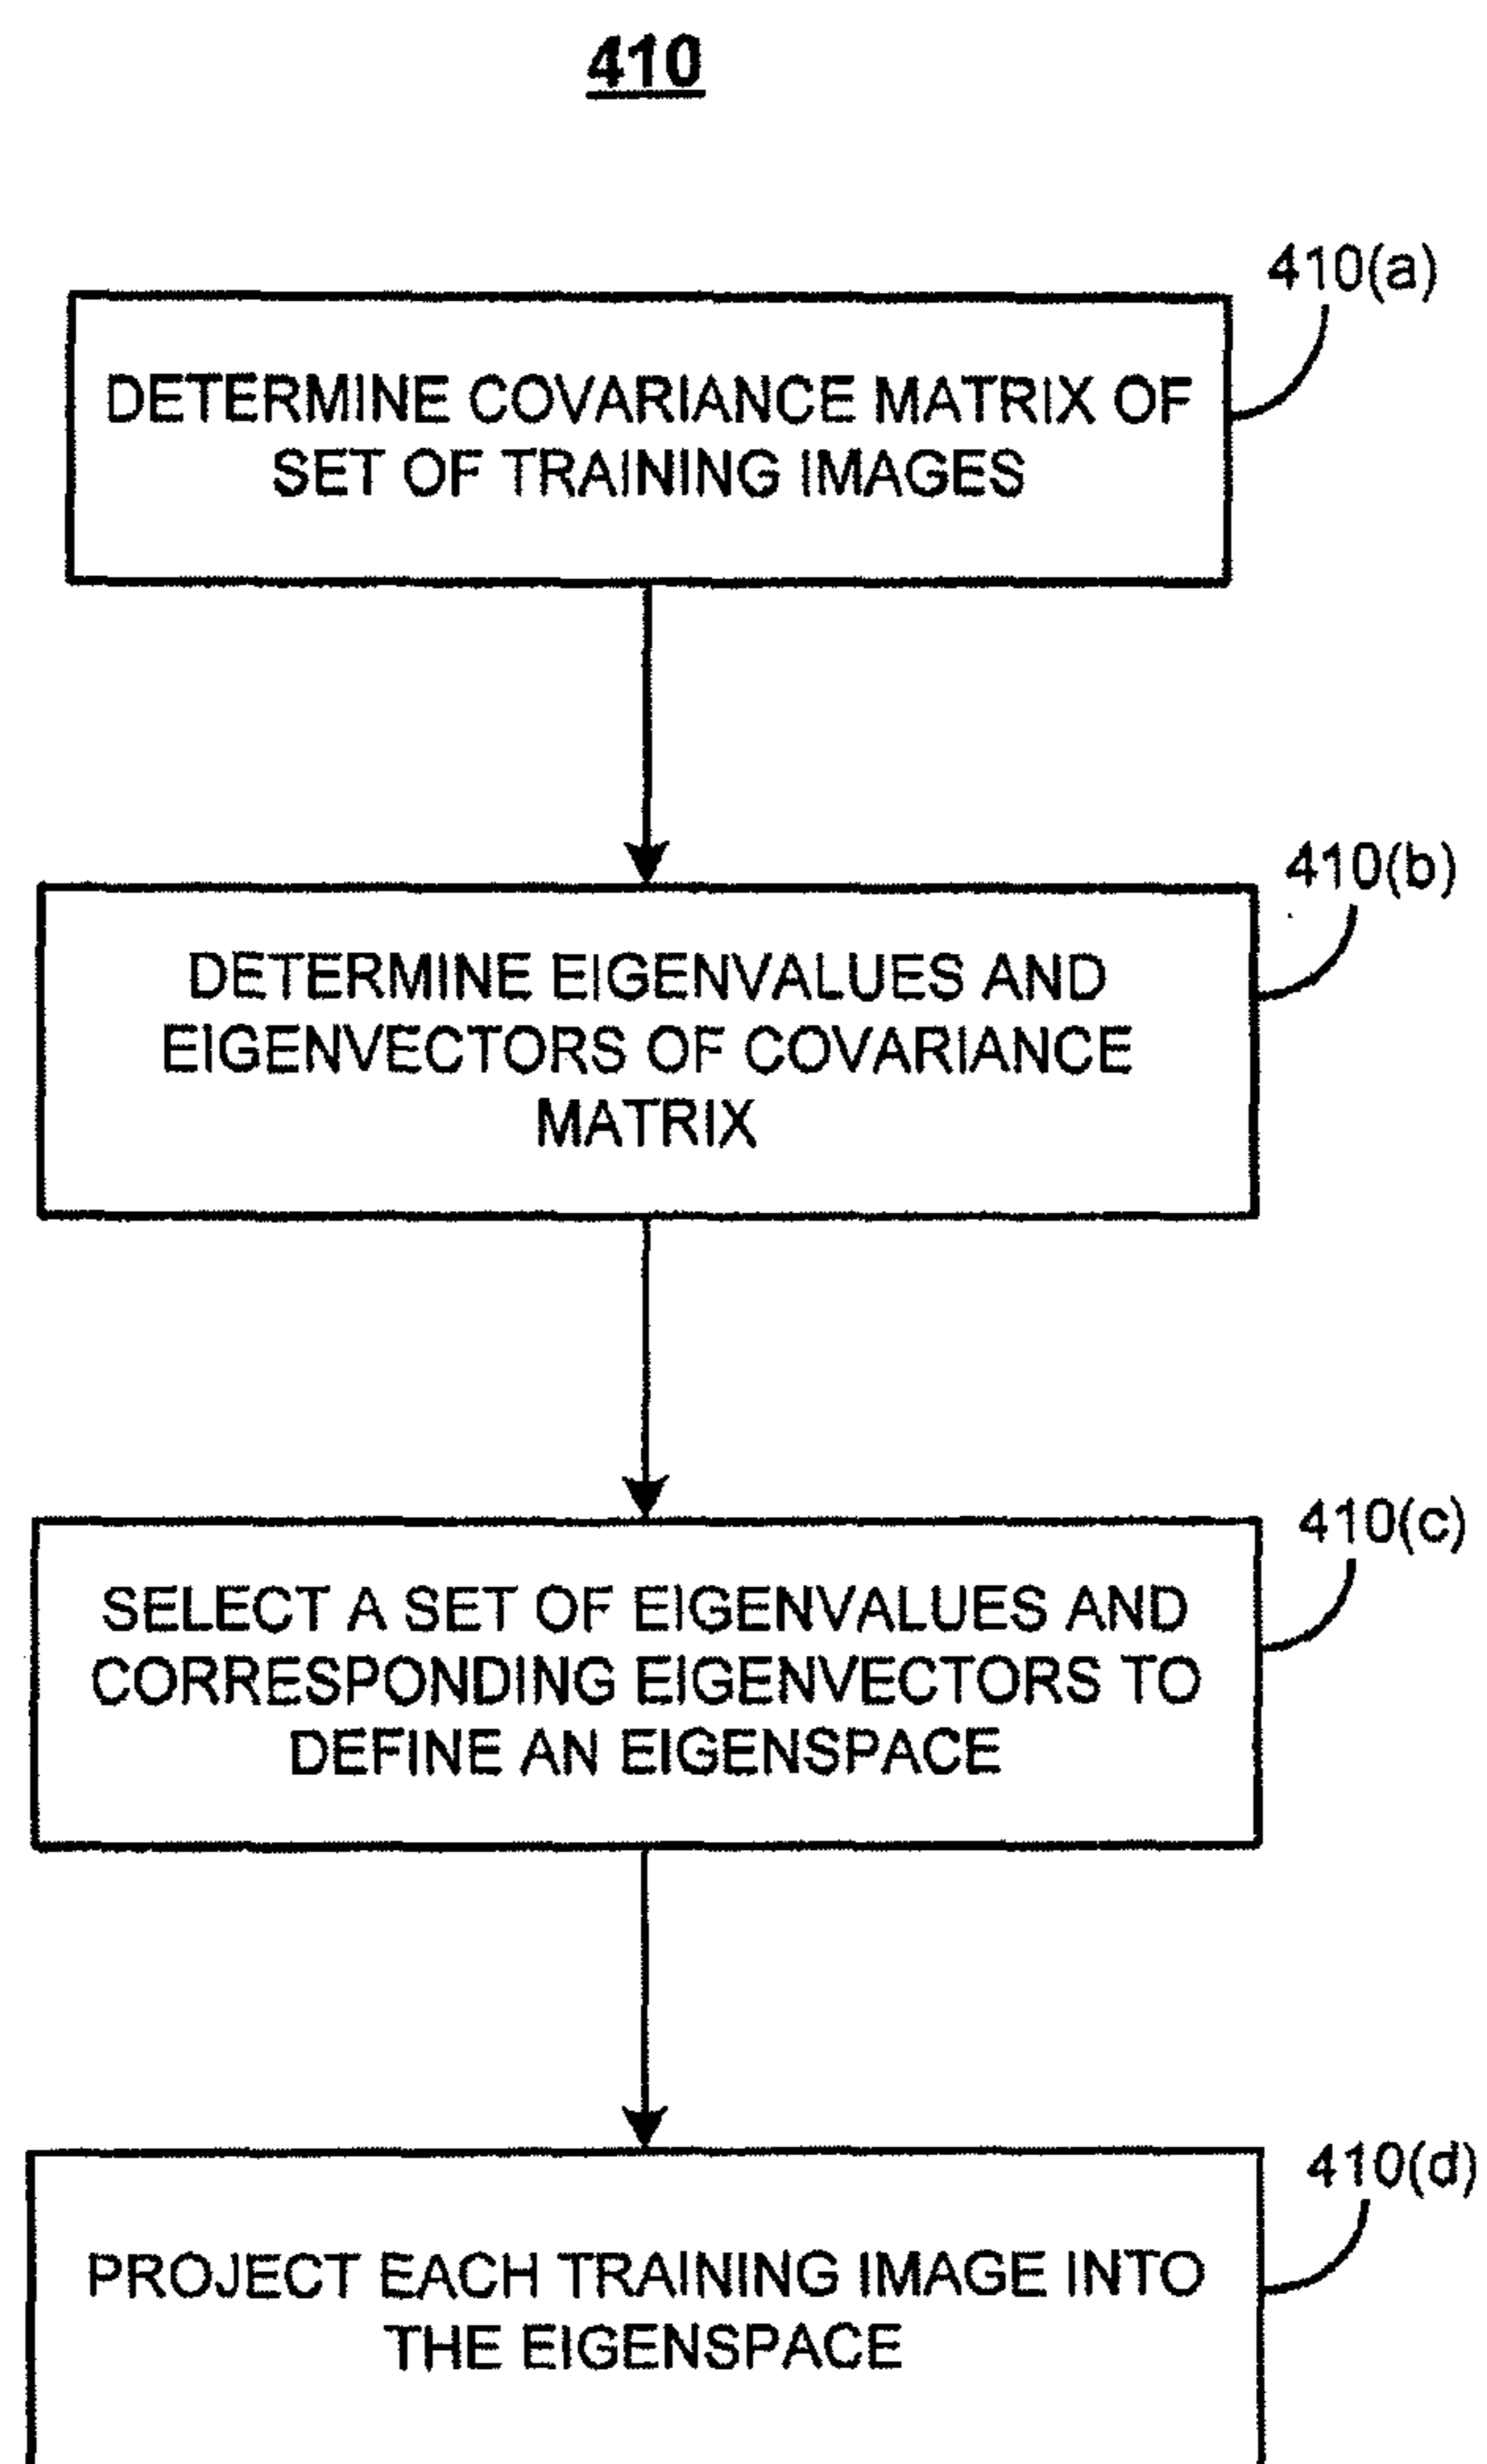 410
410(a)
DETERMINE COVARIANCE MATRIX OF
SET OF TRAINING IMAGES
410(b)
DETERMINE EIGENVALUES AND
EIGENVECTORS OF COVARIANCE
MATRIX
410(c)
SELECT A SET OF EIGENVALUES AND
CORRESPONDING EIGENVECTORS TO
DEFINE AN EIGENSPACE
410(d)
PROJECT EACH TRAINING IMAGE INTO
THE EIGENSPACE